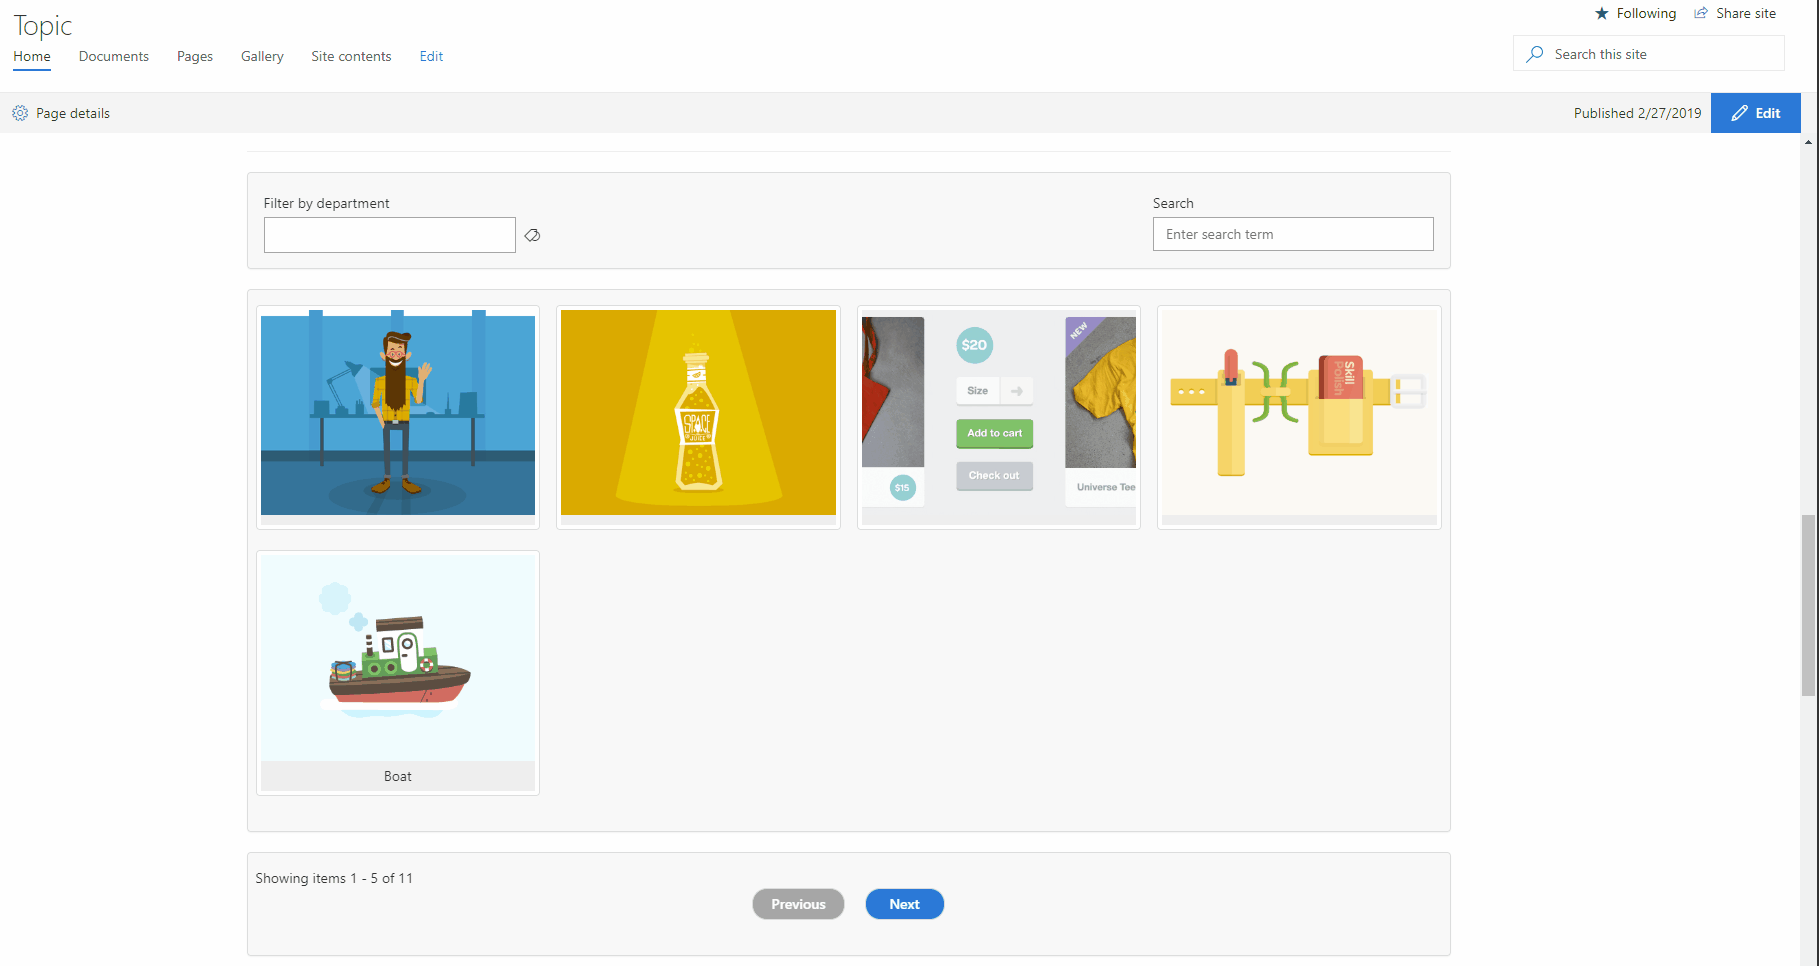 Topic
Following
Share site
Home
Documents
Pages
Gallery
Site contents
Edit
Search this site
Page details
Published 2/27/2019
Edit
Filter by department
Search
Enter search term
SPACE
JUICE
$20
Size
Add to cart
Check out
$15
NEW
Universe Tee
Skill
Polish
Boat
Showing items 1 - 5 of 11
Previous
Next